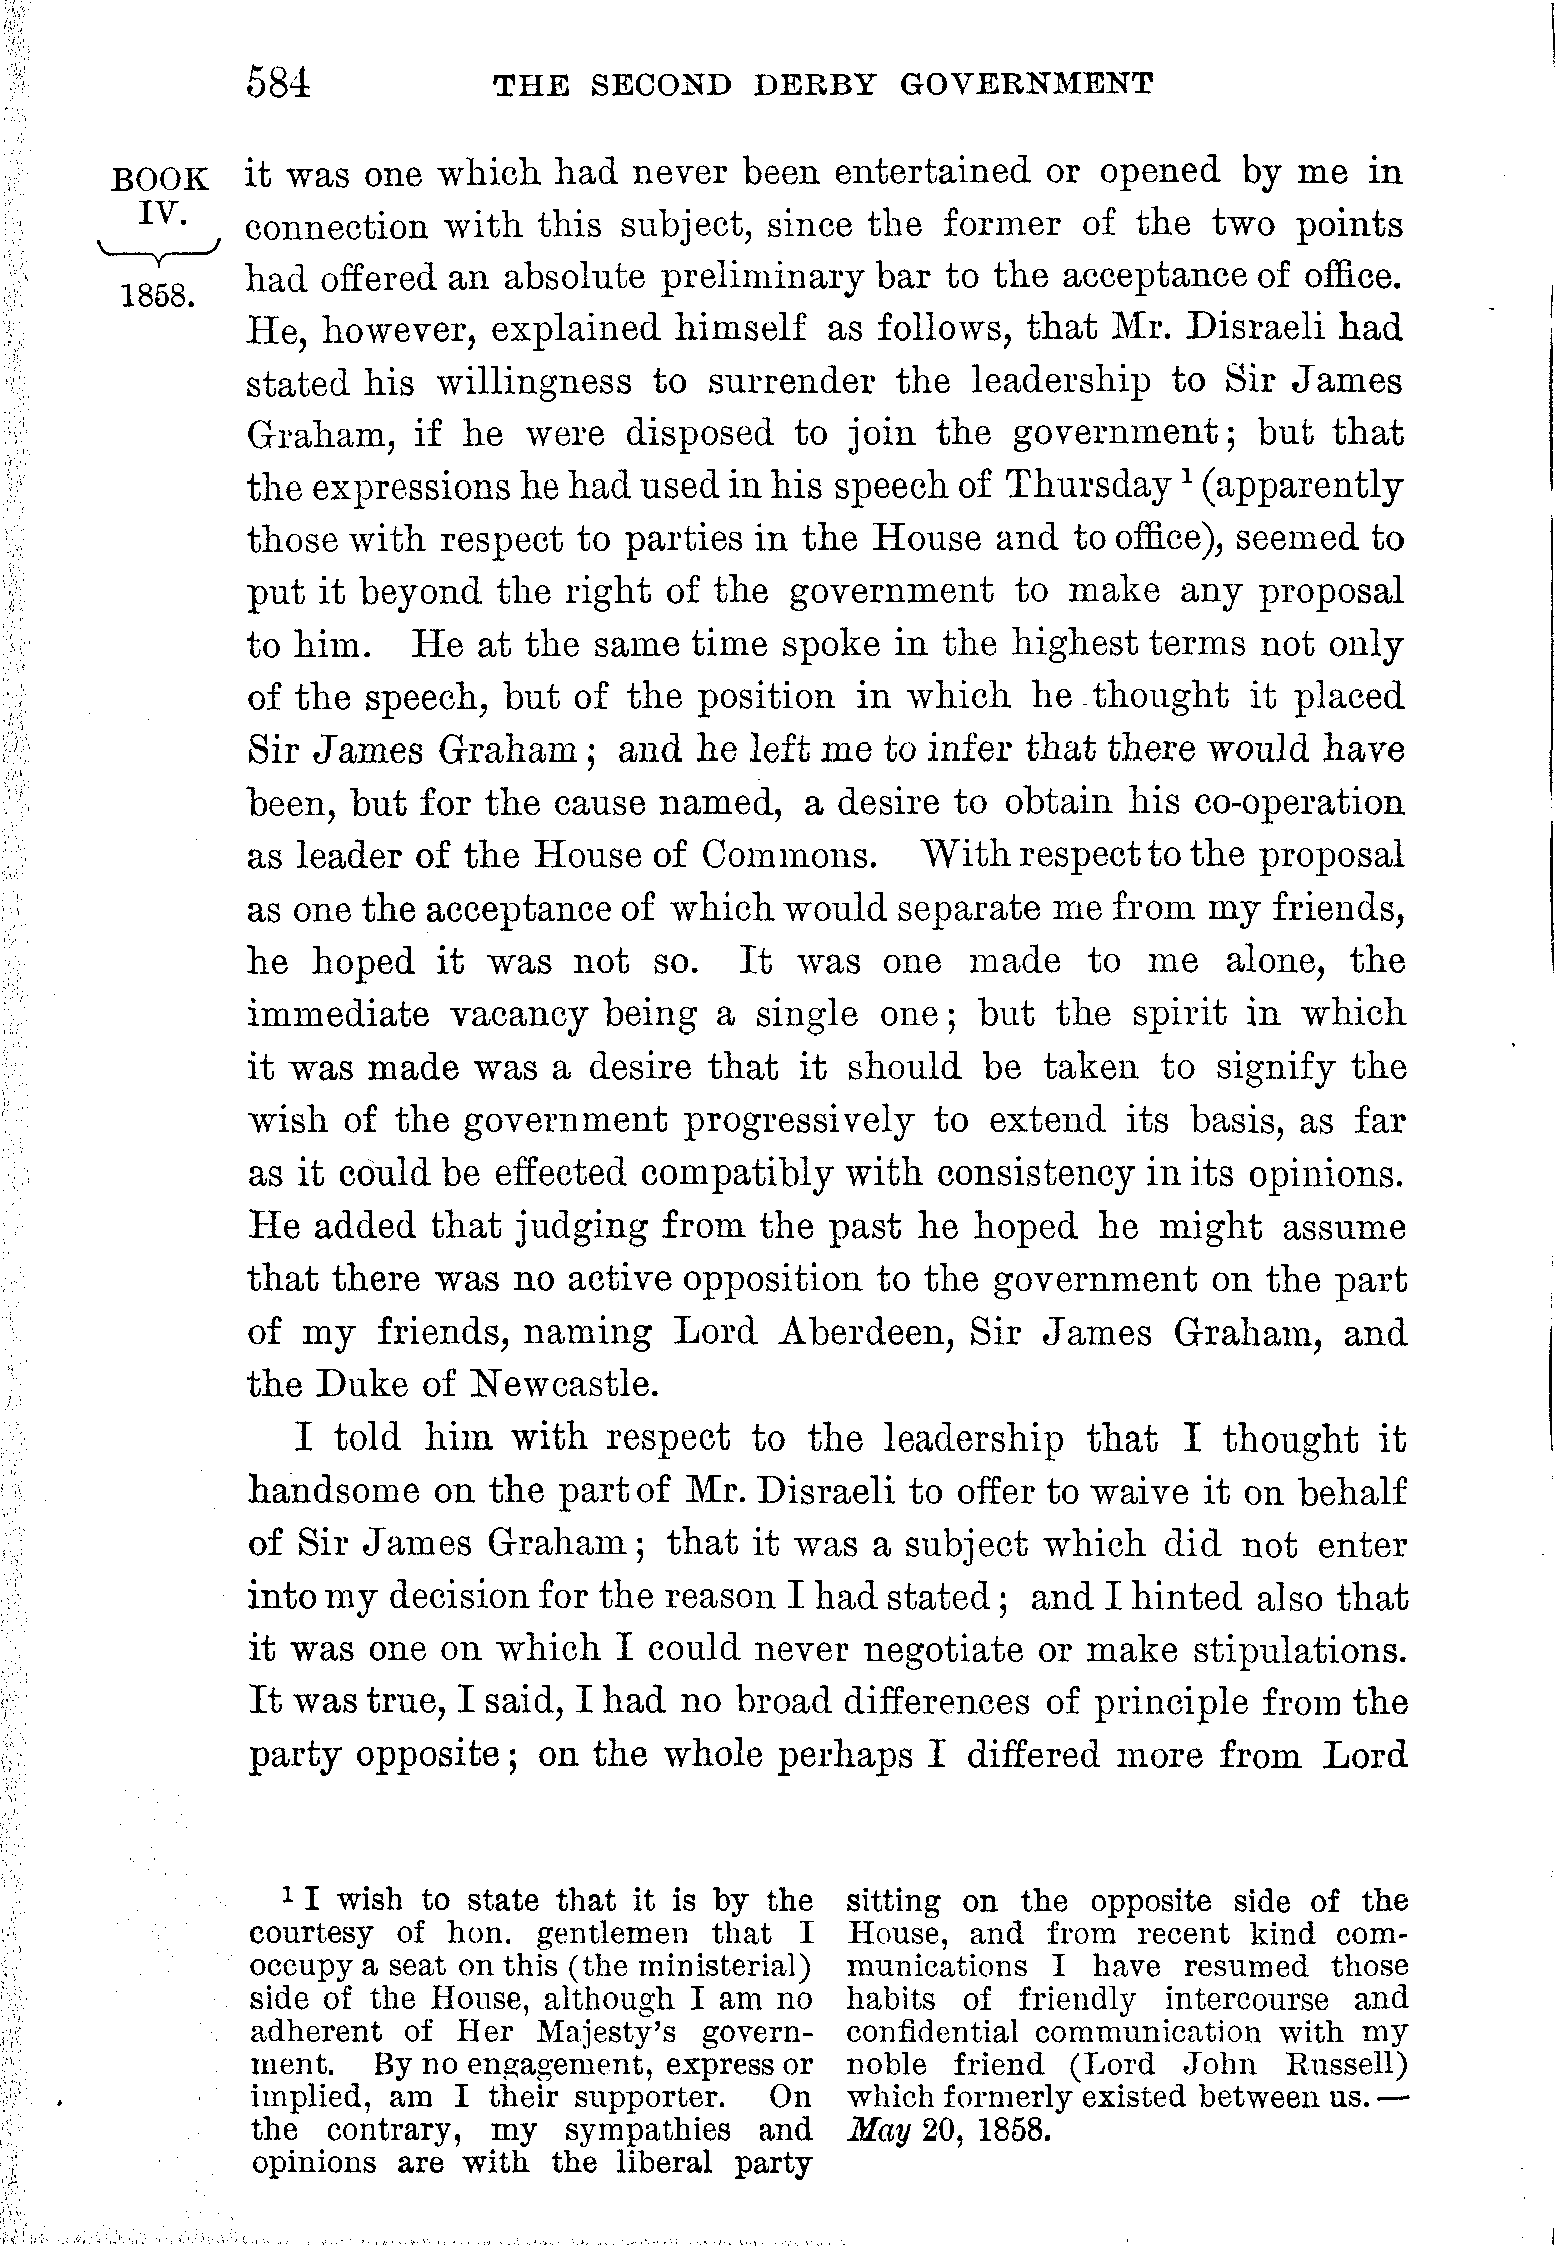 584 THE SECOND DERBY GOVERNMENT
BOOK
IV.
1858.
it was one which had never been entertained or opened by me in
connection with this subject, since the former of the two points
had offered an absolute preliminary bar to the acceptance of office.
He, however, explained himself as follows, that Mr. Disraeli had
stated his willingness to surrender the leadership to Sir James
Graham, if he were disposed to join the government; but that
the expressions he had used in his speech of Thursday ¹ (apparently
those with respect to parties in the House and to office), seemed to
put it beyond the right of the government to make any proposal
to him. He at the same time spoke in the highest terms not only
of the speech, but of the position in which he thought it placed
Sir James Graham; and he left me to infer that there would have
been, but for the cause named, a desire to obtain his co-operation
as leader of the House of Commons. With respect to the proposal
as one the acceptance of which would separate me from my friends,
he hoped it was not so. It was one made to me alone, the
immediate vacancy being a single one; but the spirit in which
it was made was a desire that it should be taken to signify the
wish of the government progressively to extend its basis, as far
as it could be effected compatibly with consistency in its opinions.
He added that judging from the past he hoped he might assume
that there was no active opposition to the government on the part
of my friends, naming Lord Aberdeen, Sir James Graham, and
the Duke of Newcastle.
I told him with respect to the leadership that I thought it
handsome on the part of Mr. Disraeli to offer to waive it on behalf
of Sir James Graham; that it was a subject which did not enter
into my decision for the reason I had stated; and I hinted also that
it was one on which I could never negotiate or make stipulations.
It was true, I said, I had no broad differences of principle from the
party opposite; on the whole perhaps I differed more from Lord
¹ I wish to state that it is by the
courtesy of hon. gentlemen that I
occupy a seat on this (the ministerial)
side of the House, although I am no
adherent of Her Majesty's govern-
ment. By no engagement, express or
implied, am I their supporter. On
the contrary, my sympathies and
opinions are with the liberal party
sitting on the opposite side of the
House, and from recent kind com-
munications I have resumed those
habits of friendly intercourse and
confidential communication with my
noble friend (Lord John Russell)
which formerly existed between us.—
May 20, 1858.